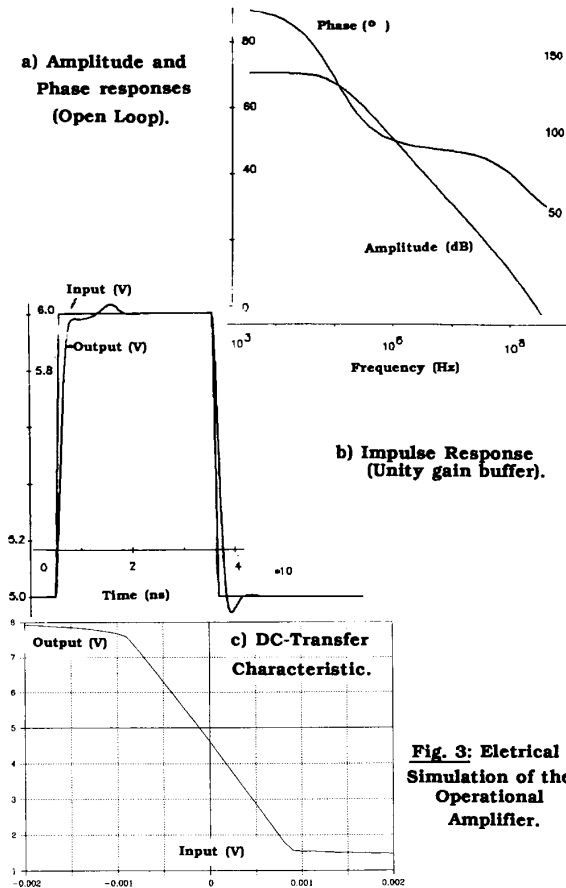 a) Amplitude and
Phase responses
(Open Loop).
Phase (° )
80
60
40
0
150
100
50
Amplitude (dB)
10³ 10⁶ 10⁸
Frequency (Hz)
Input (V)
6.0
Output (V)
5.8
5.2
5.0
0 2 4
*10
Time (ns)
b) Impulse Response
(Unity gain buffer).
8
7
6
5
4
3
2
1
Output (V)
c) DC-Transfer
Characteristic.
Input (V)
-0.002 -0.001 0 0.001 0.002
Fig. 3: Eletrical
Simulation of the
Operational
Amplifier.